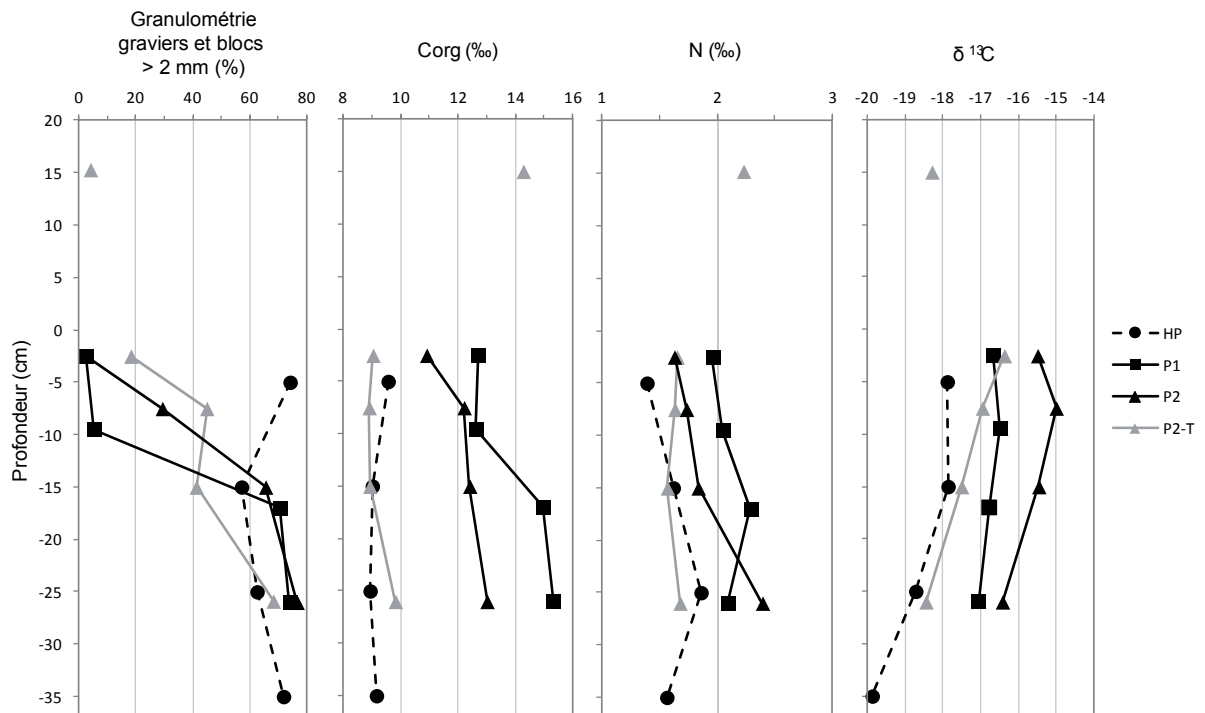 Granulométrie
graviers et blocs
> 2 mm (%)
Corg (‰)
N (‰)
δ ¹³C
0 20 40 60 80
8 10 12 14 16
1 2 3
-20 -19 -18 -17 -16 -15 -14
20
15
10
5
0
-5
-10
-15
-20
-25
-30
-35
Profondeur (cm)
HP
P1
P2
P2-T